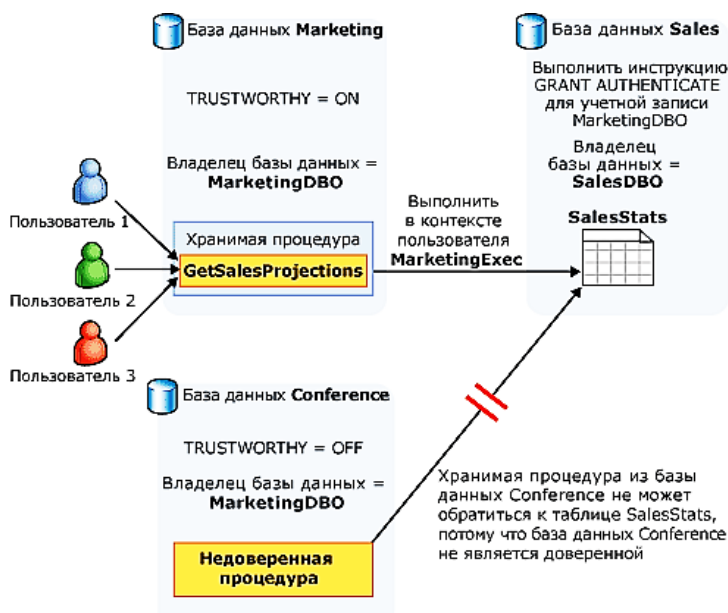 База данных Marketing
TRUSTWORTHY = ON
Владелец базы данных =
MarketingDBO
Хранимая процедура
GetSalesProjections
Пользователь 1
Пользователь 2
Пользователь 3
Выполнить
в контексте
пользователя
MarketingExec
База данных Sales
Выполнить инструкцию
GRANT AUTHENTICATE
для учетной записи
MarketingDBO
Владелец
базы данных =
SalesDBO
SalesStats
База данных Conference
TRUSTWORTHY = OFF
Владелец базы данных =
MarketingDBO
Недоверенная
процедура
Хранимая процедура из базы
данных Conference не может
обратиться к таблице SalesStats,
потому что база данных Conference
не является доверенной